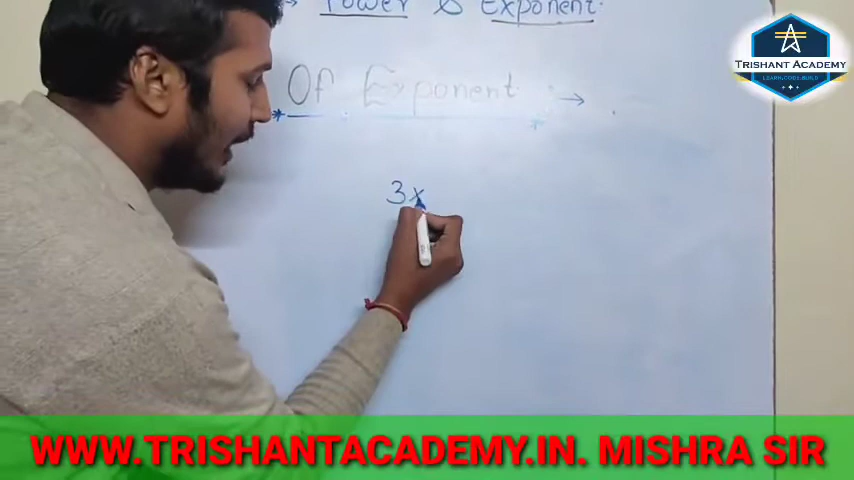 → Power & Exponent.
Of Exponent →
3x
TRISHANT ACADEMY
LEARN.CODE.BUILD
WWW.TRISHANTACADEMY.IN. MISHRA SIR